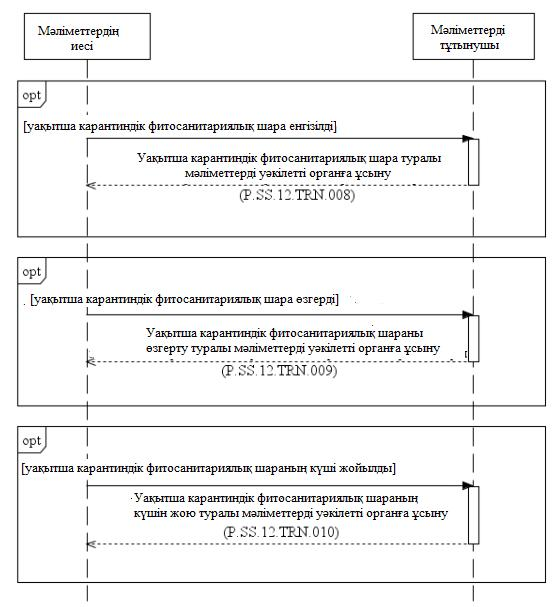 Мәліметтердің
иесі
Мәліметтерді
тұтынушы
opt
[уақытша карантиндік фитосанитариялық шара енгізілді]
Уақытша карантиндік фитосанитариялық шара туралы
мәліметтерді уәкілетті органға ұсыну
(P.SS.12.TRN.008)
opt
[уақытша карантиндік фитосанитариялық шара өзгерді]
Уақытша карантиндік фитосанитариялық шараны
өзгерту туралы мәліметтерді уәкілетті органға ұсыну
(P.SS.12.TRN.009)
opt
[уақытша карантиндік фитосанитариялық шараның күші жойылды]
Уақытша карантиндік фитосанитариялық шараның
күшін жою туралы мәліметтерді уәкілетті органға ұсыну
(P.SS.12.TRN.010)